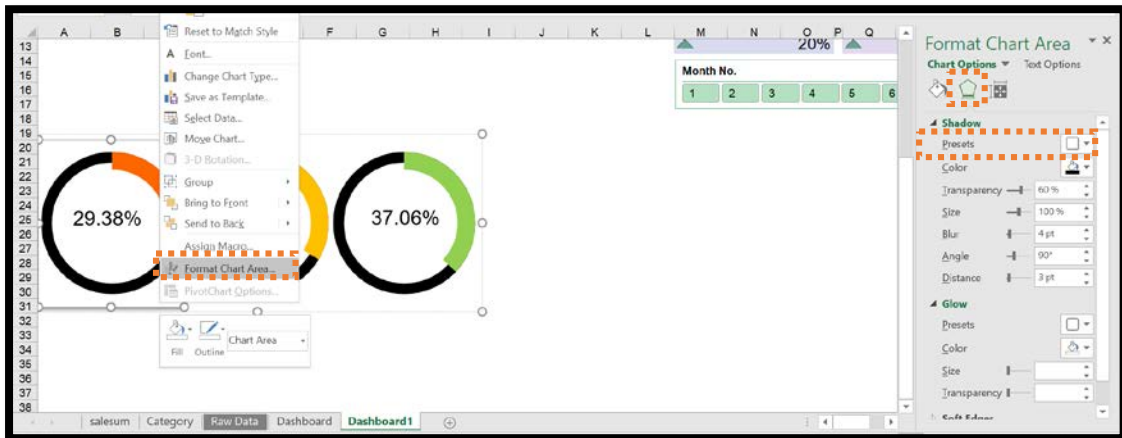 A B F G H I J K L M N O P Q
13
14
15
16
17
18
19
20
21
22
23
24
25
26
27
28
29
30
31
32
33
34
35
36
37
38
Reset to Match Style
A Font...
Change Chart Type...
Save as Template...
Select Data...
Move Chart...
3-D Rotation...
Group
Bring to Front
Send to Back
Assign Macro...
Format Chart Area...
PivotChart Options...
Fill Outline Chart Area
29.38%
37.06%
20%
Month No.
1 2 3 4 5 6
Format Chart Area
Chart Options Text Options
Shadow
Presets
Color
Transparency 60 %
Size 100 %
Blur 4 pt
Angle 90°
Distance 3 pt
Glow
Presets
Color
Size
Transparency
Soft Edges
salesum Category Raw Data Dashboard Dashboard1